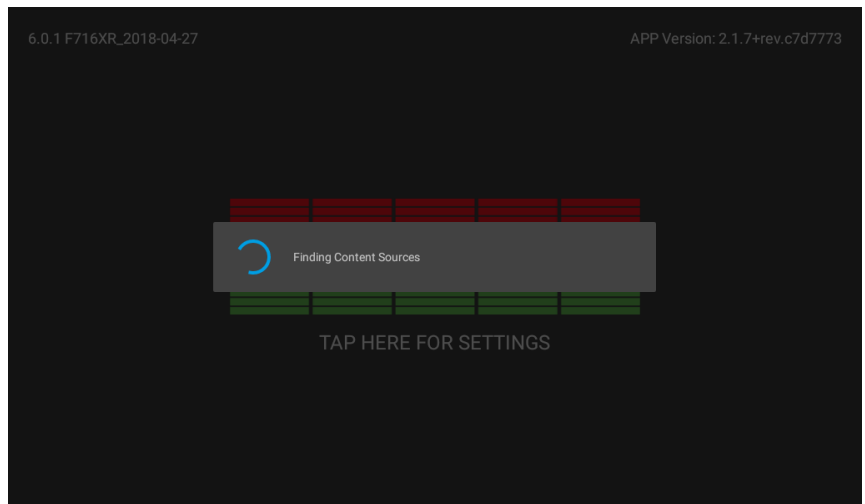 6.0.1 F716XR_2018-04-27
APP Version: 2.1.7+rev.c7d7773
Finding Content Sources
TAP HERE FOR SETTINGS